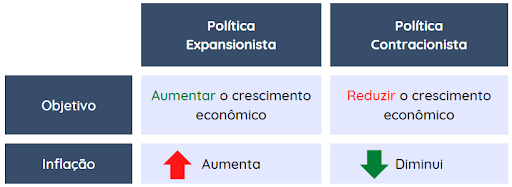 Política
Expansionista
Política
Contracionista
Objetivo
Aumentar o crescimento
econômico
Reduzir o crescimento
econômico
Inflação
Aumenta
Diminui